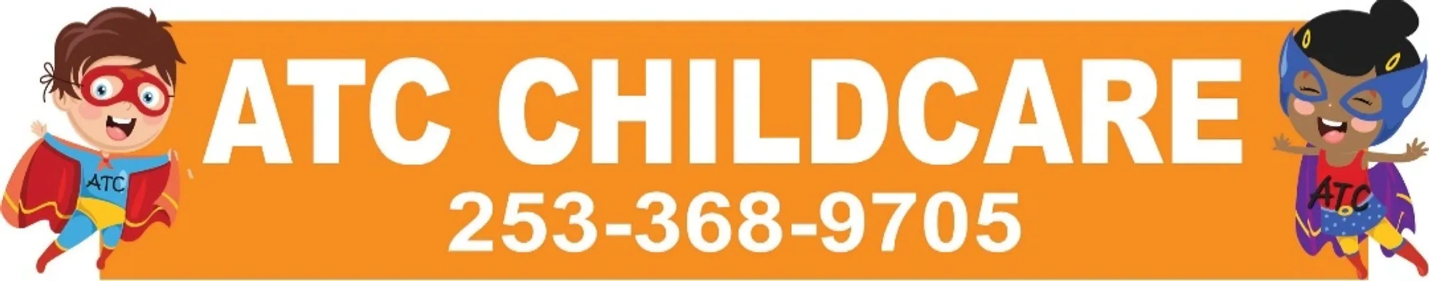 ATC CHILDCARE
253-368-9705
ATC
ATC